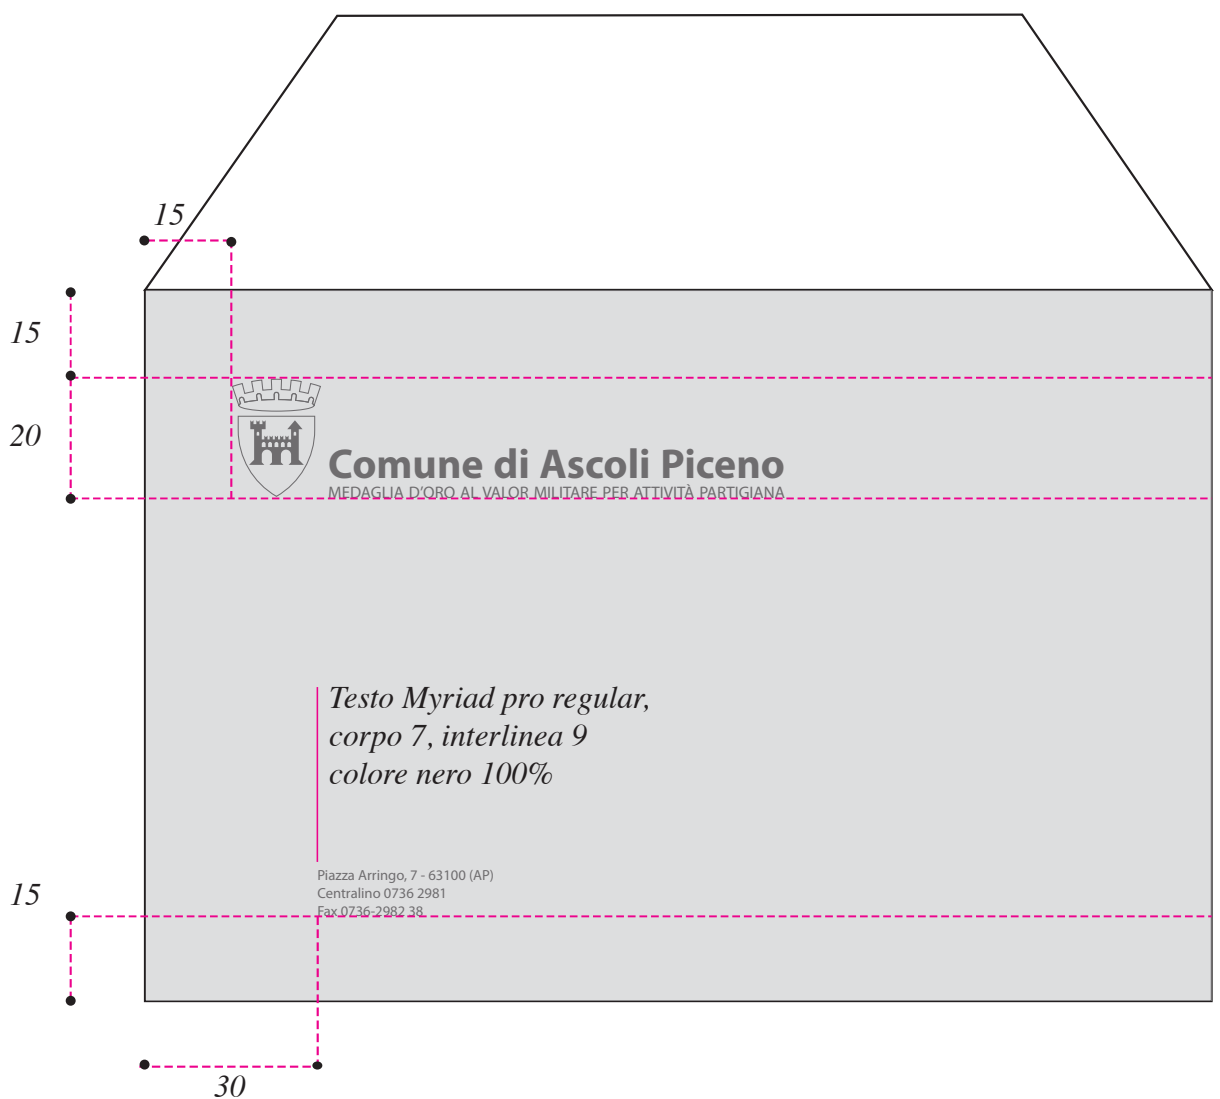 15
15
20
Comune di Ascoli Piceno
MEDAGLIA D'ORO AL VALOR MILITARE PER ATTIVITÀ PARTIGIANA
Testo Myriad pro regular,
corpo 7, interlinea 9
colore nero 100%
Piazza Arringo, 7 - 63100 (AP)
Centralino 0736 2981
Fax 0736-2982 38
15
30